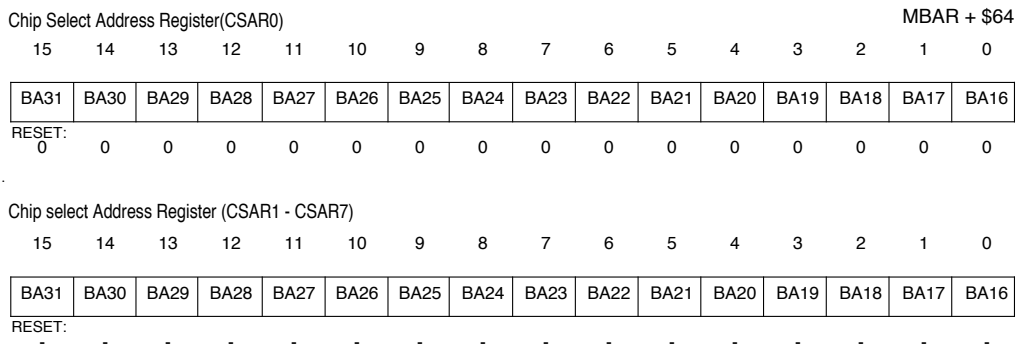 Chip Select Address Register(CSAR0) MBAR + $64
15 14 13 12 11 10 9 8 7 6 5 4 3 2 1 0
BA31 BA30 BA29 BA28 BA27 BA26 BA25 BA24 BA23 BA22 BA21 BA20 BA19 BA18 BA17 BA16
RESET:
0 0 0 0 0 0 0 0 0 0 0 0 0 0 0 0
.
Chip select Address Register (CSAR1 - CSAR7)
15 14 13 12 11 10 9 8 7 6 5 4 3 2 1 0
BA31 BA30 BA29 BA28 BA27 BA26 BA25 BA24 BA23 BA22 BA21 BA20 BA19 BA18 BA17 BA16
RESET:
- - - - - - - - - - - - - - - -